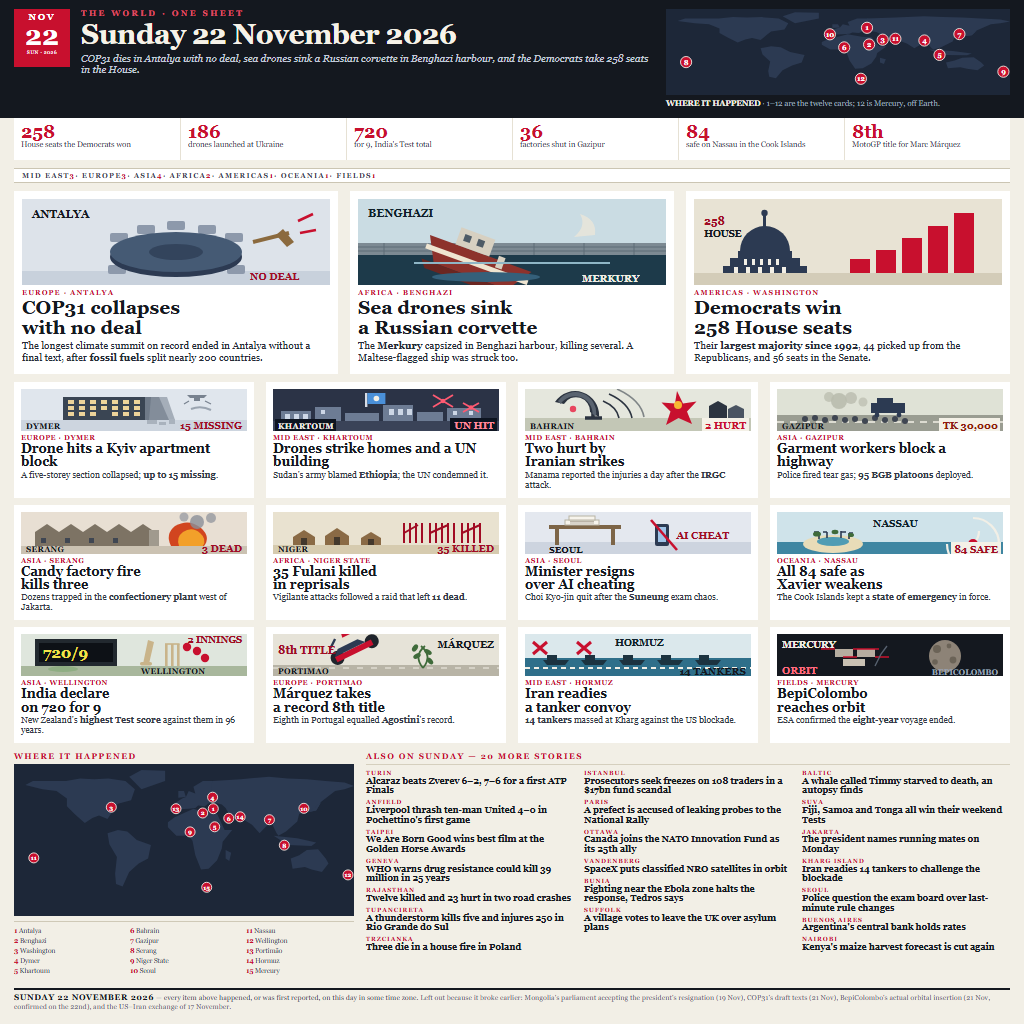 NOV
22
SUN · 2026
THE WORLD · ONE SHEET
Sunday 22 November 2026
COP31 dies in Antalya with no deal, sea drones sink a Russian corvette in Benghazi harbour, and the Democrats take 258 seats
in the House.
1
10
2
3
11
4
7
6
5
8
9
12
WHERE IT HAPPENED · 1–12 are the twelve cards; 12 is Mercury, off Earth.
258
House seats the Democrats won
186
drones launched at Ukraine
720
for 9, India's Test total
36
factories shut in Gazipur
84
safe on Nassau in the Cook Islands
8th
MotoGP title for Marc Márquez
MID EAST3· EUROPE3· ASIA4· AFRICA2· AMERICAS1· OCEANIA1· FIELDS1
ANTALYA
NO DEAL
EUROPE · ANTALYA
COP31 collapses
with no deal
The longest climate summit on record ended in Antalya without a
final text, after fossil fuels split nearly 200 countries.
BENGHAZI
MERKURY
AFRICA · BENGHAZI
Sea drones sink
a Russian corvette
The Merkury capsized in Benghazi harbour, killing several. A
Maltese-flagged ship was struck too.
258
HOUSE
AMERICAS · WASHINGTON
Democrats win
258 House seats
Their largest majority since 1992, 44 picked up from the
Republicans, and 56 seats in the Senate.
DYMER
15 MISSING
EUROPE · DYMER
Drone hits a Kyiv apartment
block
A five-storey section collapsed; up to 15 missing.
KHARTOUM
UN HIT
MID EAST · KHARTOUM
Drones strike homes and a UN
building
Sudan's army blamed Ethiopia; the UN condemned it.
BAHRAIN
2 HURT
MID EAST · BAHRAIN
Two hurt by
Iranian strikes
Manama reported the injuries a day after the IRGC
attack.
GAZIPUR
TK 30,000
ASIA · GAZIPUR
Garment workers block a
highway
Police fired tear gas; 95 BGB platoons deployed.
SERANG
3 DEAD
ASIA · SERANG
Candy factory fire
kills three
Dozens trapped in the confectionery plant west of
Jakarta.
NIGER
35 KILLED
AFRICA · NIGER STATE
35 Fulani killed
in reprisals
Vigilante attacks followed a raid that left 11 dead.
SEOUL
AI CHEAT
ASIA · SEOUL
Minister resigns
over AI cheating
Choi Kyo-jin quit after the Suneung exam chaos.
NASSAU
84 SAFE
OCEANIA · NASSAU
All 84 safe as
Xavier weakens
The Cook Islands kept a state of emergency in force.
720/9
2 INNINGS
WELLINGTON
ASIA · WELLINGTON
India declare
on 720 for 9
New Zealand's highest Test score against them in 96
years.
8th TITLE
MÁRQUEZ
PORTIMAO
EUROPE · PORTIMAO
Márquez takes
a record 8th title
Eighth in Portugal equalled Agostini's record.
HORMUZ
14 TANKERS
MID EAST · HORMUZ
Iran readies
a tanker convoy
14 tankers massed at Kharg against the US blockade.
MERCURY
ORBIT
BEPICOLOMBO
FIELDS · MERCURY
BepiColombo
reaches orbit
ESA confirmed the eight-year voyage ended.
WHERE IT HAPPENED
4
3
13
2
1
10
6
14
7
5
9
8
11
12
15
1 Antalya
2 Benghazi
3 Washington
4 Dymer
5 Khartoum
6 Bahrain
7 Gazipur
8 Serang
9 Niger State
10 Seoul
11 Nassau
12 Wellington
13 Portimão
14 Hormuz
15 Mercury
ALSO ON SUNDAY — 20 MORE STORIES
TURIN
Alcaraz beats Zverev 6–2, 7–6 for a first ATP
Finals
ANFIELD
Liverpool thrash ten-man United 4–0 in
Pochettino's first game
TAIPEI
We Are Born Good wins best film at the
Golden Horse Awards
GENEVA
WHO warns drug resistance could kill 39
million in 25 years
RAJASTHAN
Twelve killed and 23 hurt in two road crashes
TUPANCIRETA
A thunderstorm kills five and injures 250 in
Rio Grande do Sul
TRZCIANKA
Three die in a house fire in Poland
ISTANBUL
Prosecutors seek freezes on 108 traders in a
$17bn fund scandal
PARIS
A prefect is accused of leaking probes to the
National Rally
OTTAWA
Canada joins the NATO Innovation Fund as
its 25th ally
VANDENBERG
SpaceX puts classified NRO satellites in orbit
BUNIA
Fighting near the Ebola zone halts the
response, Tedros says
SUFFOLK
A village votes to leave the UK over asylum
plans
BALTIC
A whale called Timmy starved to death, an
autopsy finds
SUVA
Fiji, Samoa and Tonga all win their weekend
Tests
JAKARTA
The president names running mates on
Monday
KHARG ISLAND
Iran readies 14 tankers to challenge the
blockade
SEOUL
Police question the exam board over last-
minute rule changes
BUENOS AIRES
Argentina's central bank holds rates
NAIROBI
Kenya's maize harvest forecast is cut again
SUNDAY 22 NOVEMBER 2026 — every item above happened, or was first reported, on this day in some time zone. Left out because it broke earlier: Mongolia's parliament accepting the president's resignation (19 Nov), COP31's draft texts (21 Nov), BepiColombo's actual orbital insertion (21 Nov,
confirmed on the 22nd), and the US–Iran exchange of 17 November.